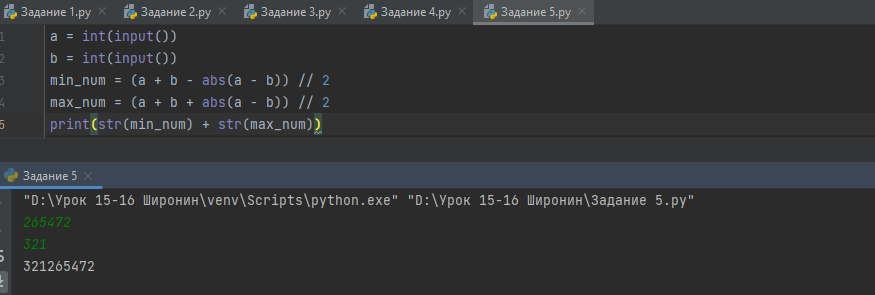 Задание 1.py Задание 2.py Задание 3.py Задание 4.py Задание 5.py
1 a = int(input())
2 b = int(input())
3 min_num = (a + b - abs(a - b)) // 2
4 max_num = (a + b + abs(a - b)) // 2
5 print(str(min_num) + str(max_num))
Задание 5
"D:\Урок 15-16 Широнин\venv\Scripts\python.exe" "D:\Урок 15-16 Широнин\Задание 5.py"
265472
321
321265472